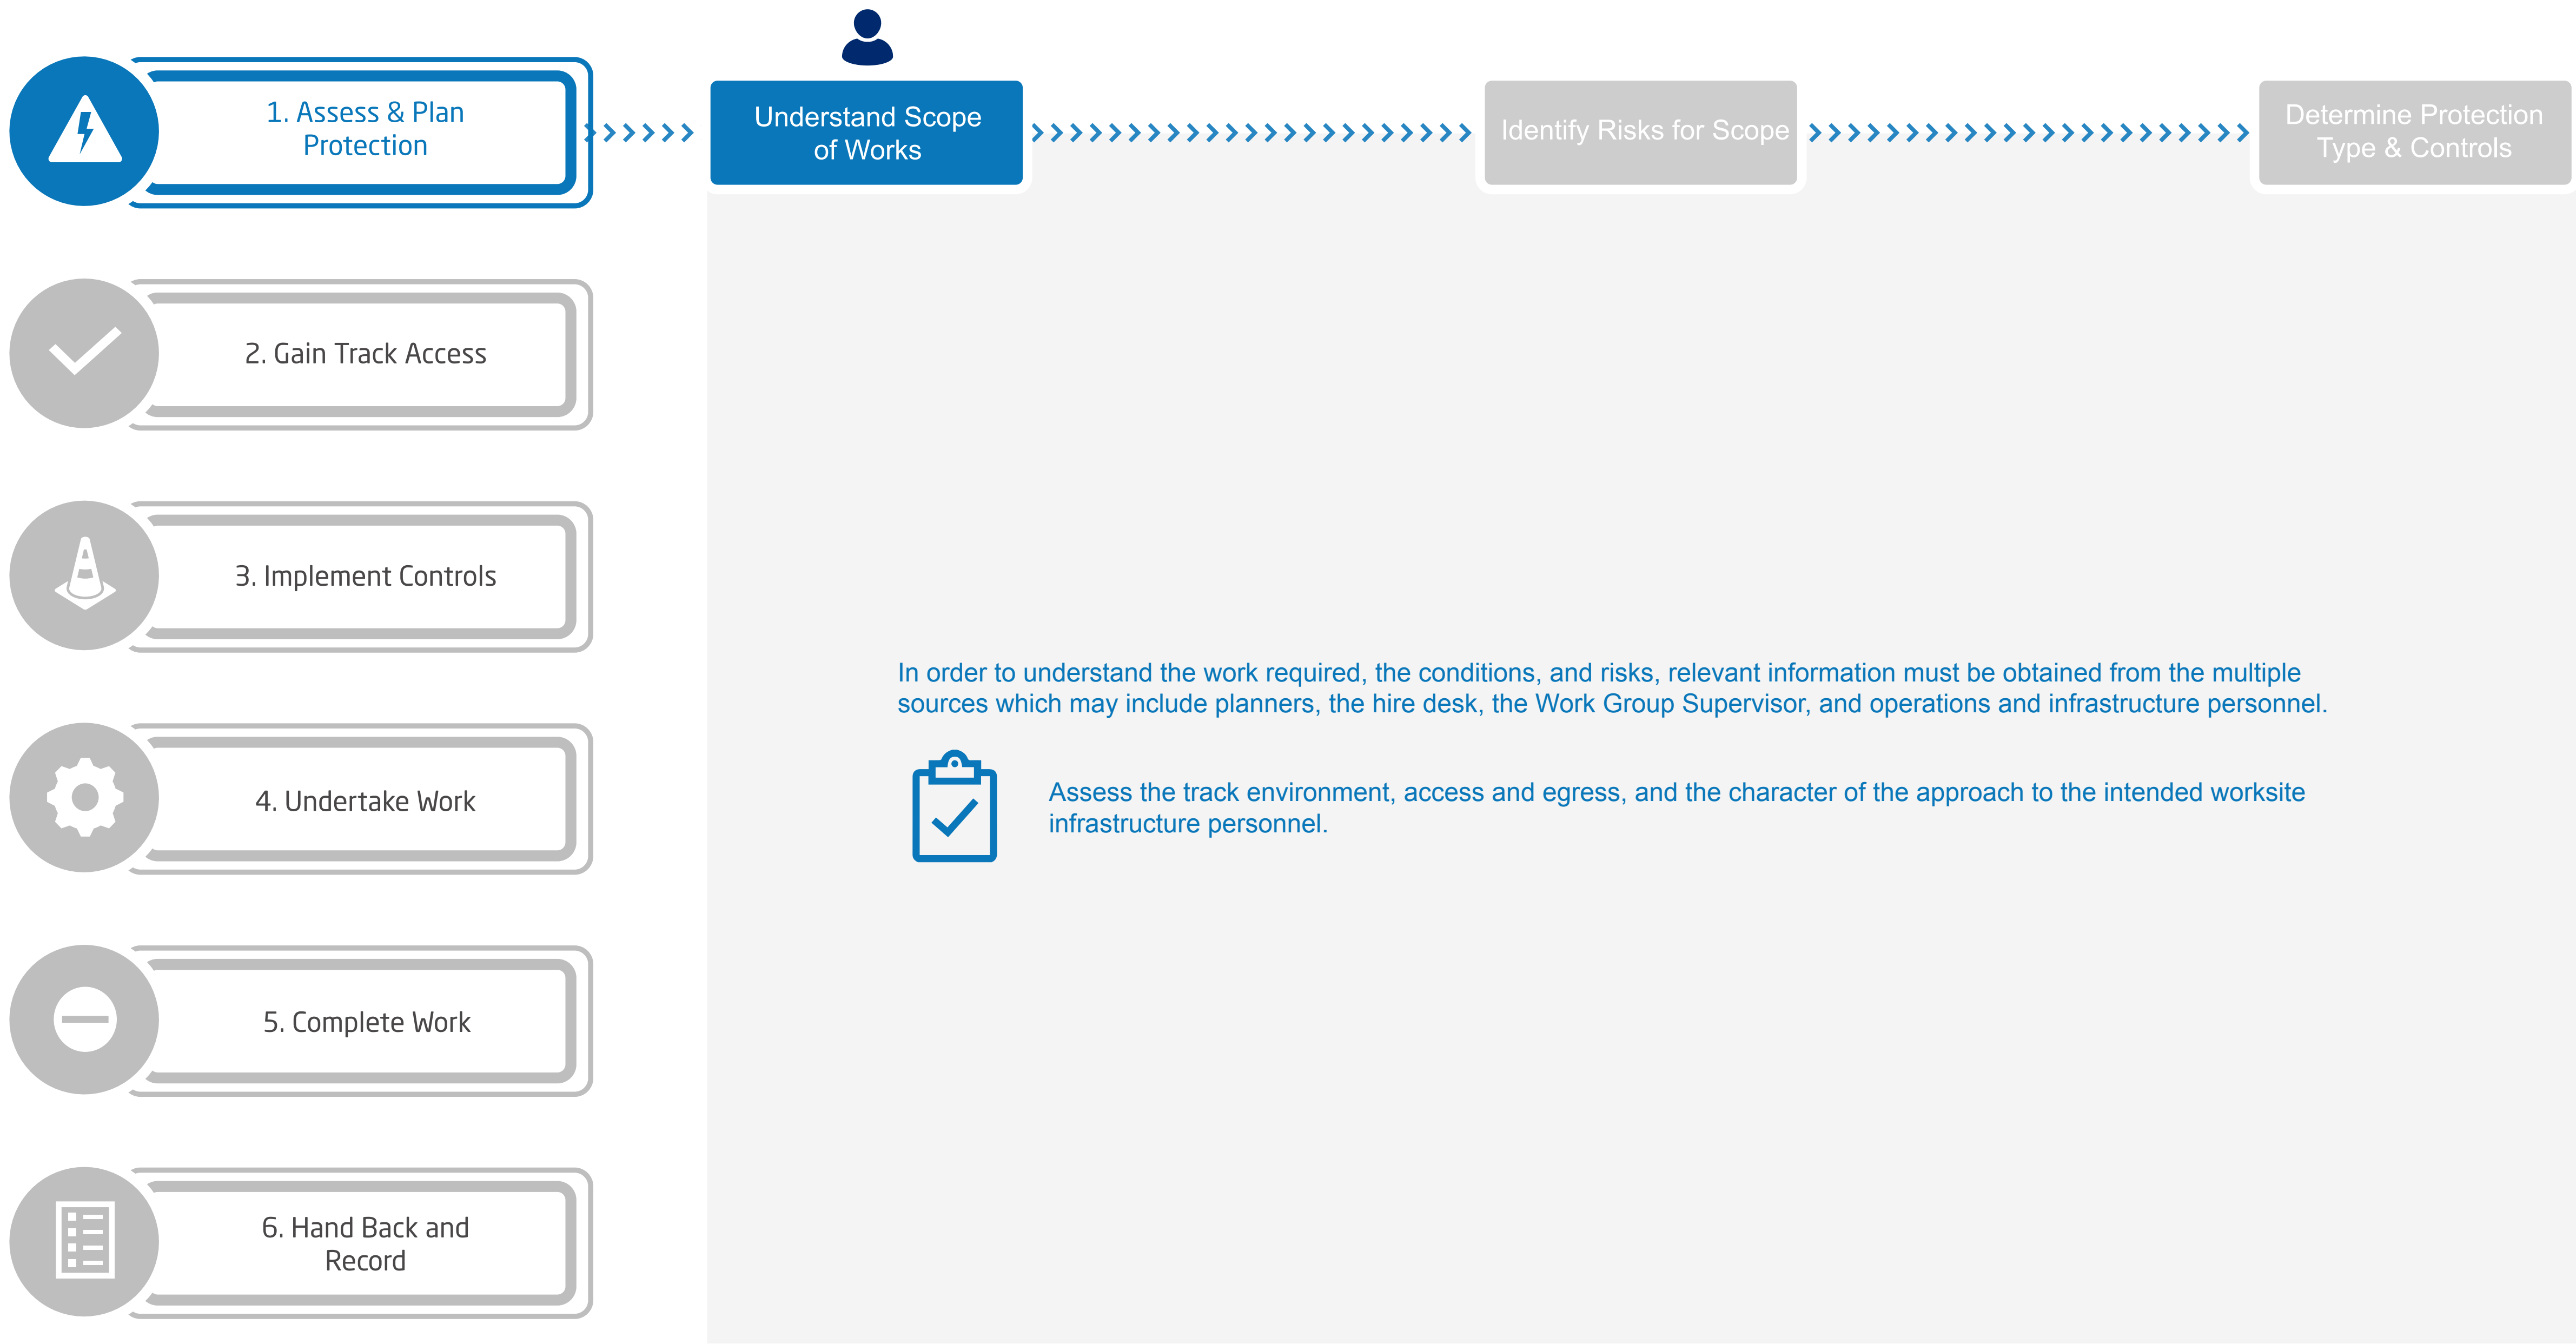 1. Assess & Plan
Protection
Understand Scope
of Works
Identify Risks for Scope
Determine Protection
Type & Controls
2. Gain Track Access
3. Implement Controls
4. Undertake Work
5. Complete Work
6. Hand Back and
Record
In order to understand the work required, the conditions, and risks, relevant information must be obtained from the multiple
sources which may include planners, the hire desk, the Work Group Supervisor, and operations and infrastructure personnel.
Assess the track environment, access and egress, and the character of the approach to the intended worksite
infrastructure personnel.